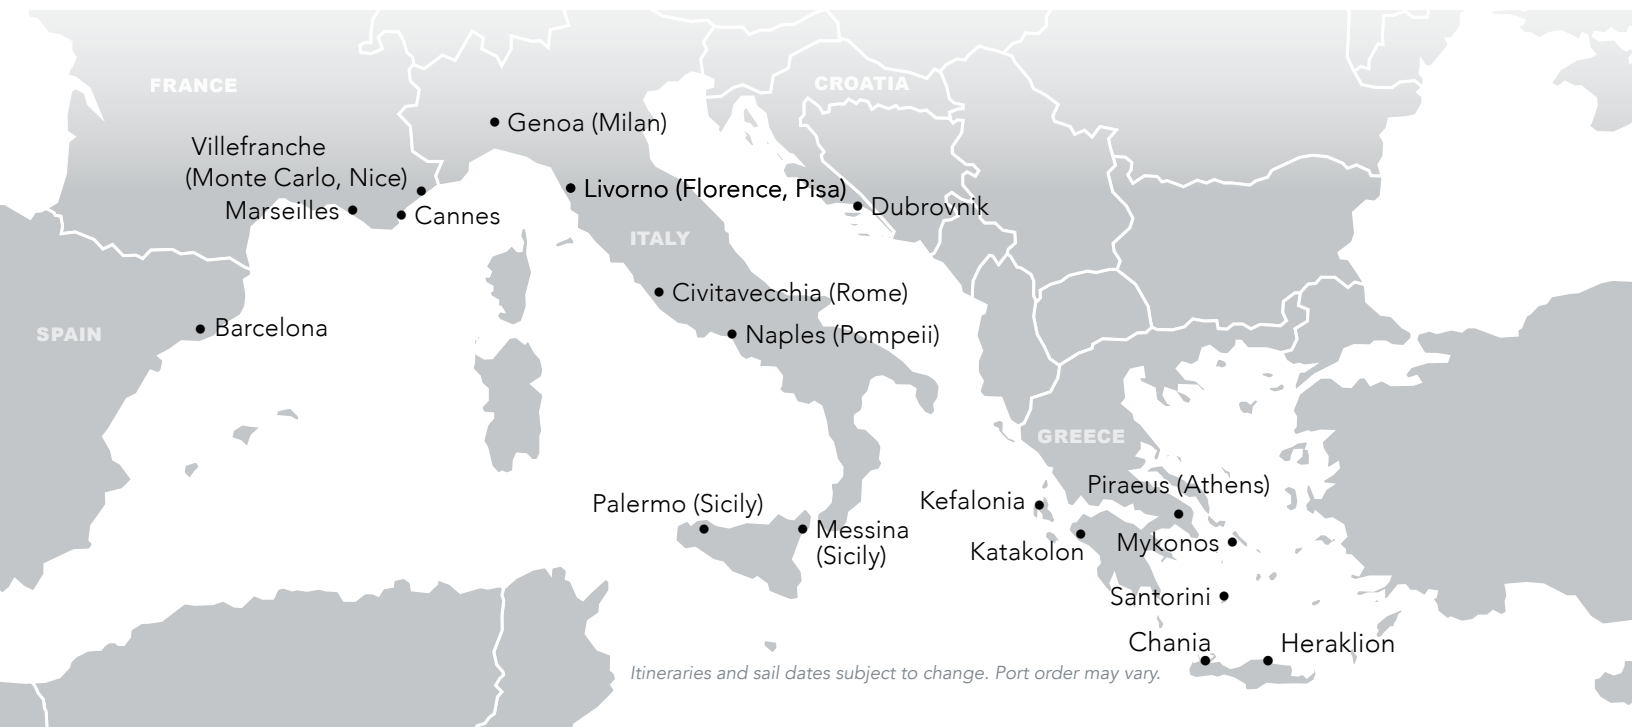 FRANCE
CROATIA
Genoa (Milan)
Villefranche
(Monte Carlo, Nice)
Livorno (Florence, Pisa)
Marseilles
Cannes
Dubrovnik
ITALY
Civitavecchia (Rome)
SPAIN
Barcelona
Naples (Pompeii)
GREECE
Piraeus (Athens)
Palermo (Sicily)
Kefalonia
Messina
(Sicily)
Katakolon
Mykonos
Santorini
Chania
Heraklion
Itineraries and sail dates subject to change. Port order may vary.